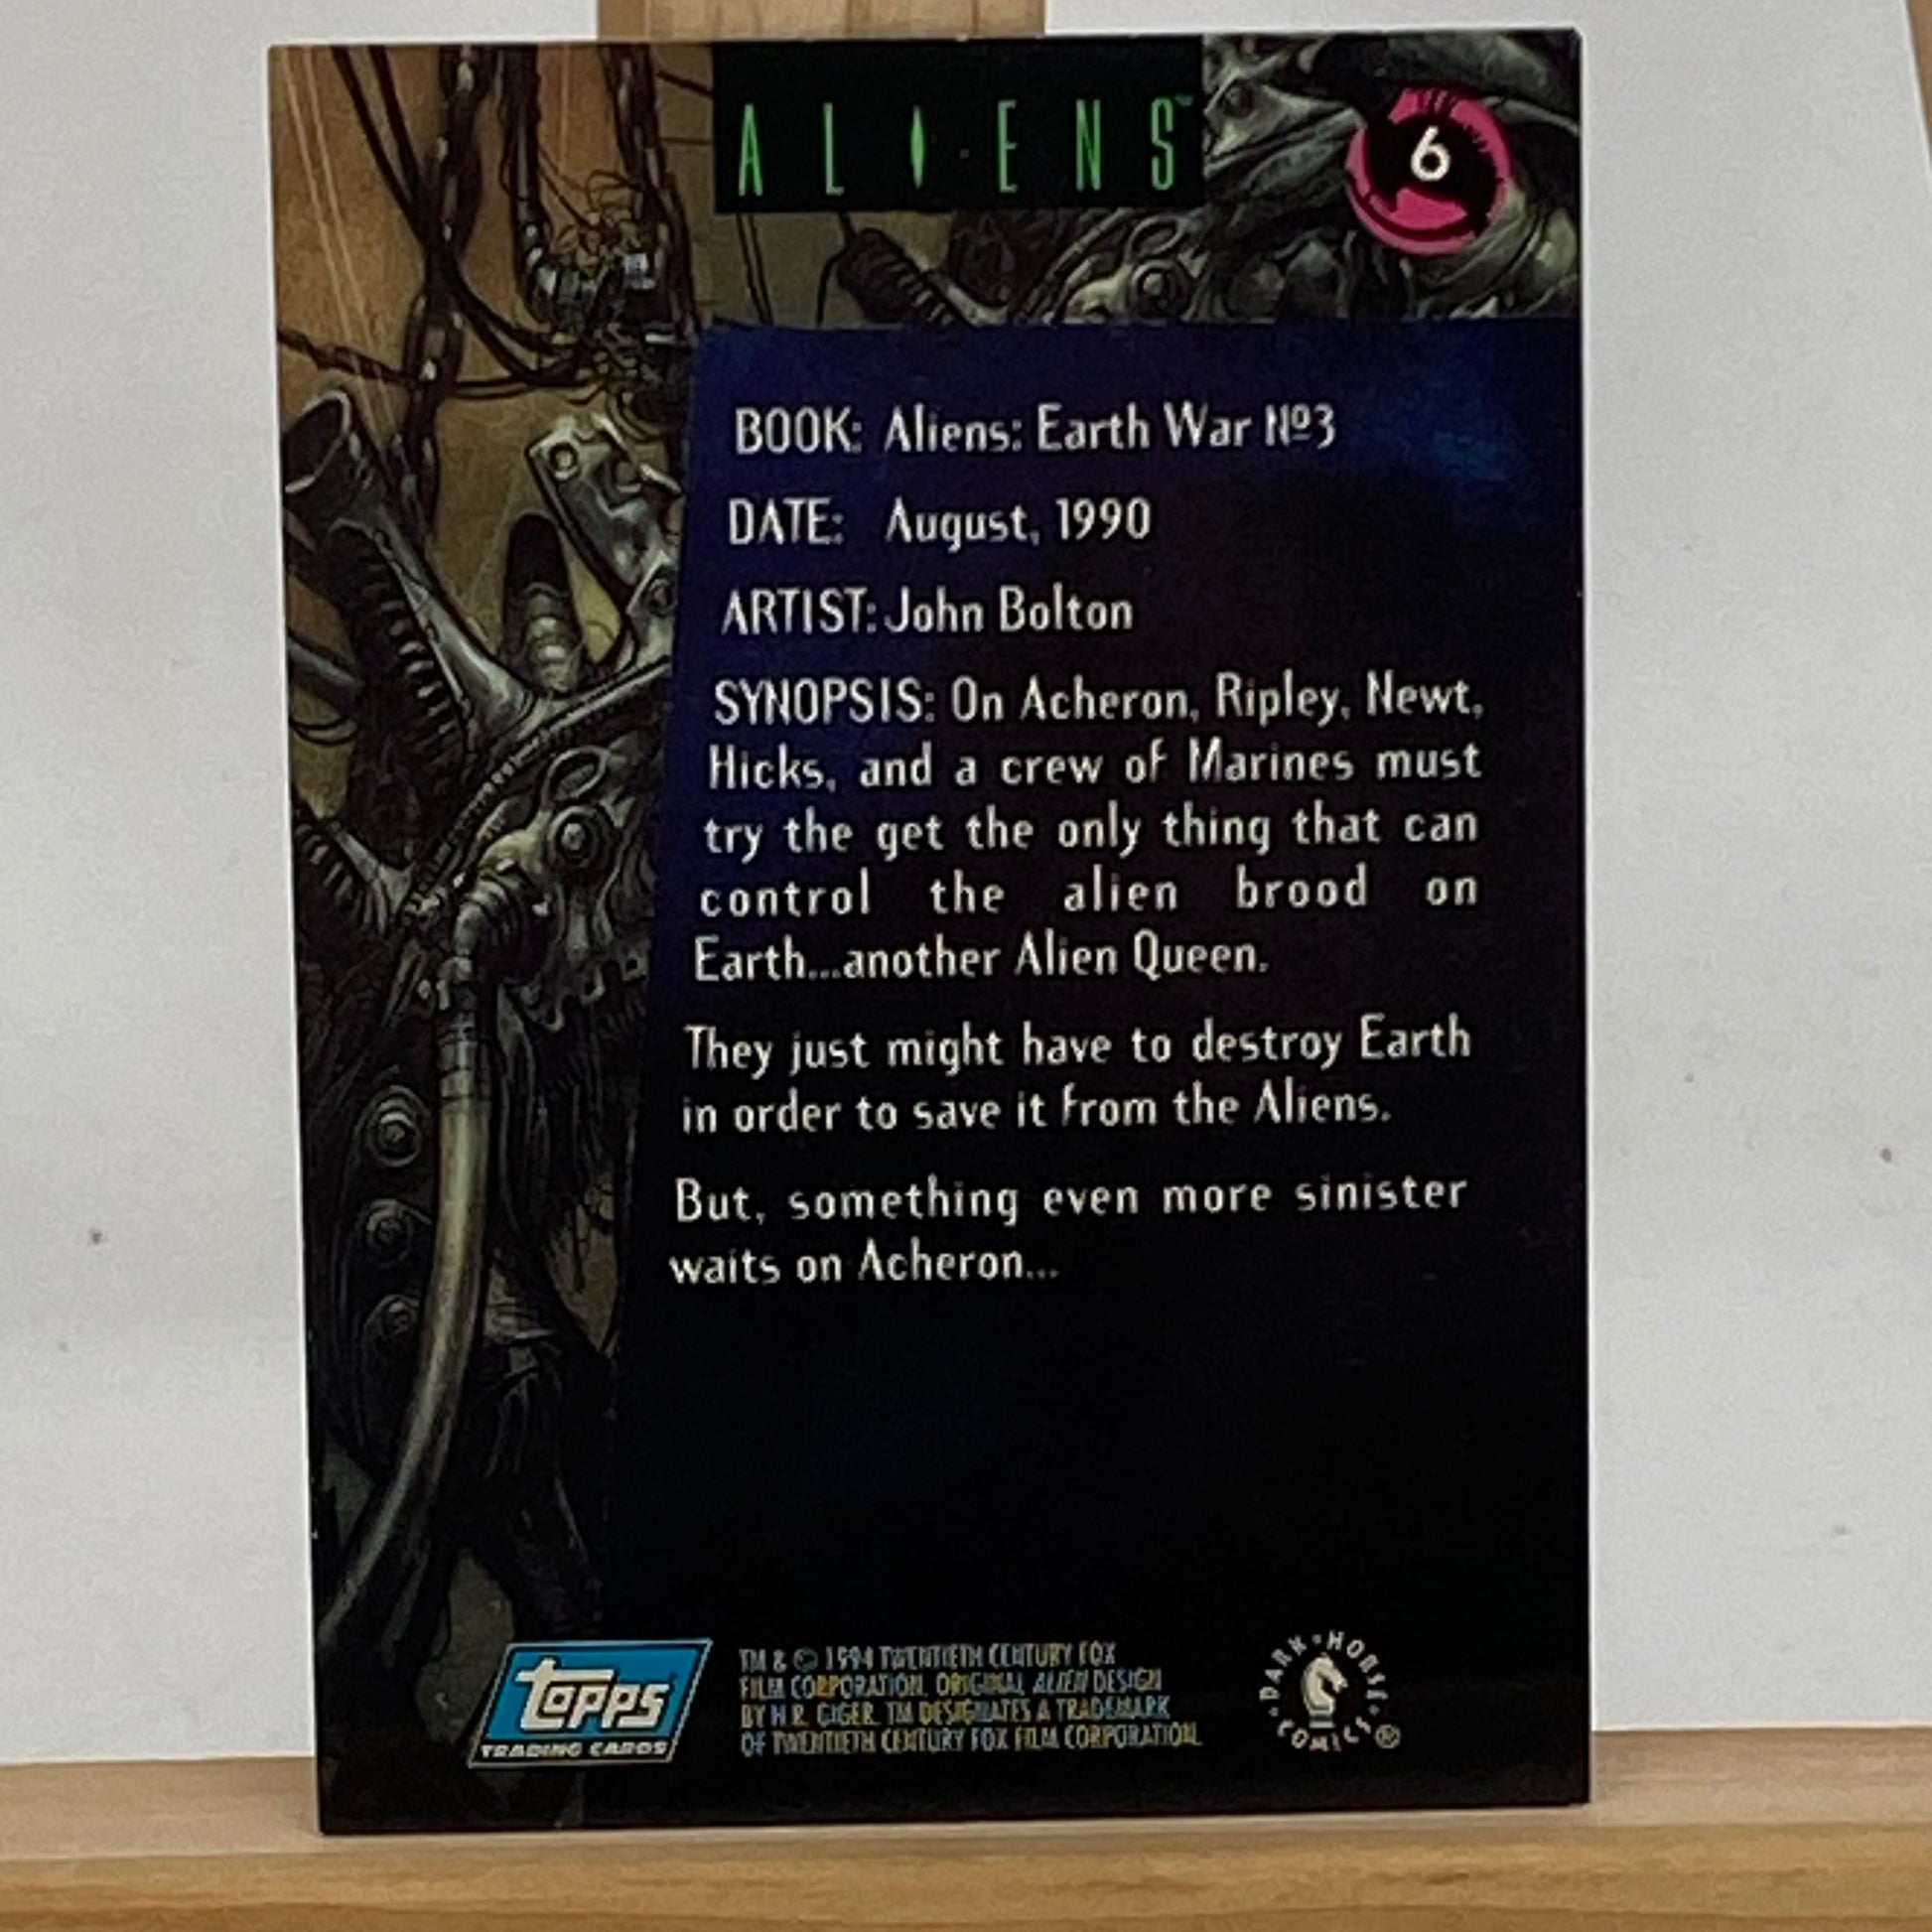 ALIENS™
6
BOOK: Aliens: Earth War Nº3
DATE: August, 1990
ARTIST: John Bolton
SYNOPSIS: On Acheron, Ripley, Newt,
Hicks, and a crew of Marines must
try the get the only thing that can
control the alien brood on
Earth...another Alien Queen.
They just might have to destroy Earth
in order to save it from the Aliens.
But, something even more sinister
waits on Acheron...
topps
TRADING CARDS
TM & © 1994 TWENTIETH CENTURY FOX
FILM CORPORATION. ORIGINAL ALIEN DESIGN
BY H.R. GIGER. TM DESIGNATES A TRADEMARK
OF TWENTIETH CENTURY FOX FILM CORPORATION.
DARK HORSE COMICS®